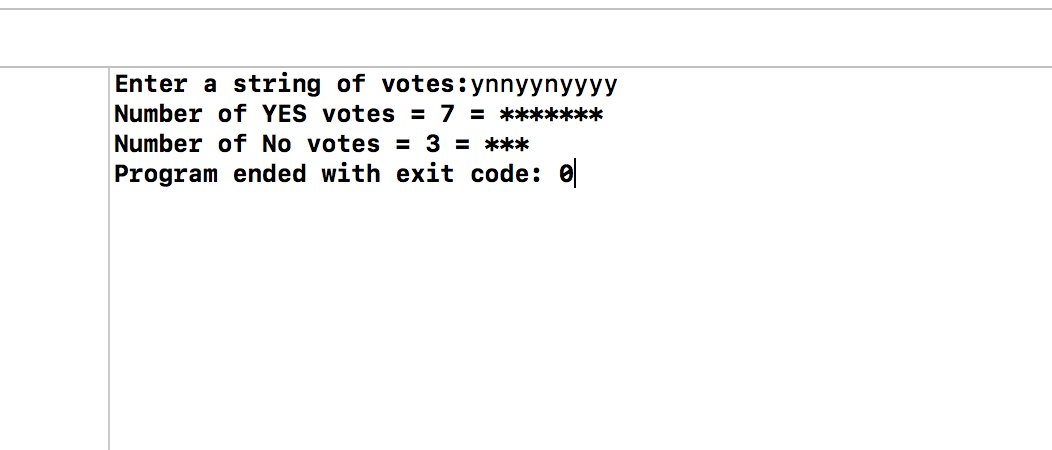 Enter a string of votes:ynnyynyyyy
Number of YES votes = 7 = *******
Number of No votes = 3 = ***
Program ended with exit code: 0